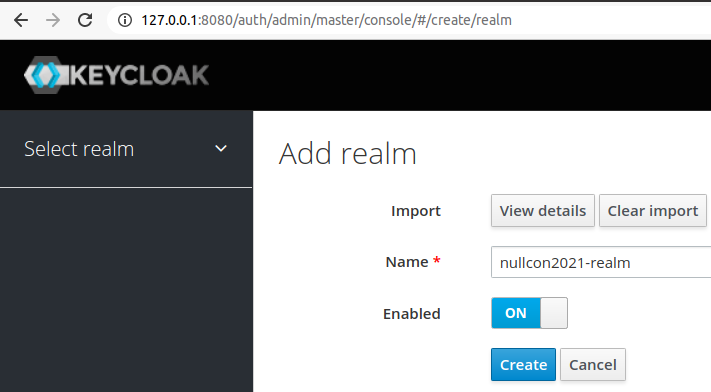 127.0.0.1:8080/auth/admin/master/console/#/create/realm
KEYCLOAK
Select realm
Add realm
Import View details Clear import
Name * nullcon2021-realm
Enabled ON
Create Cancel